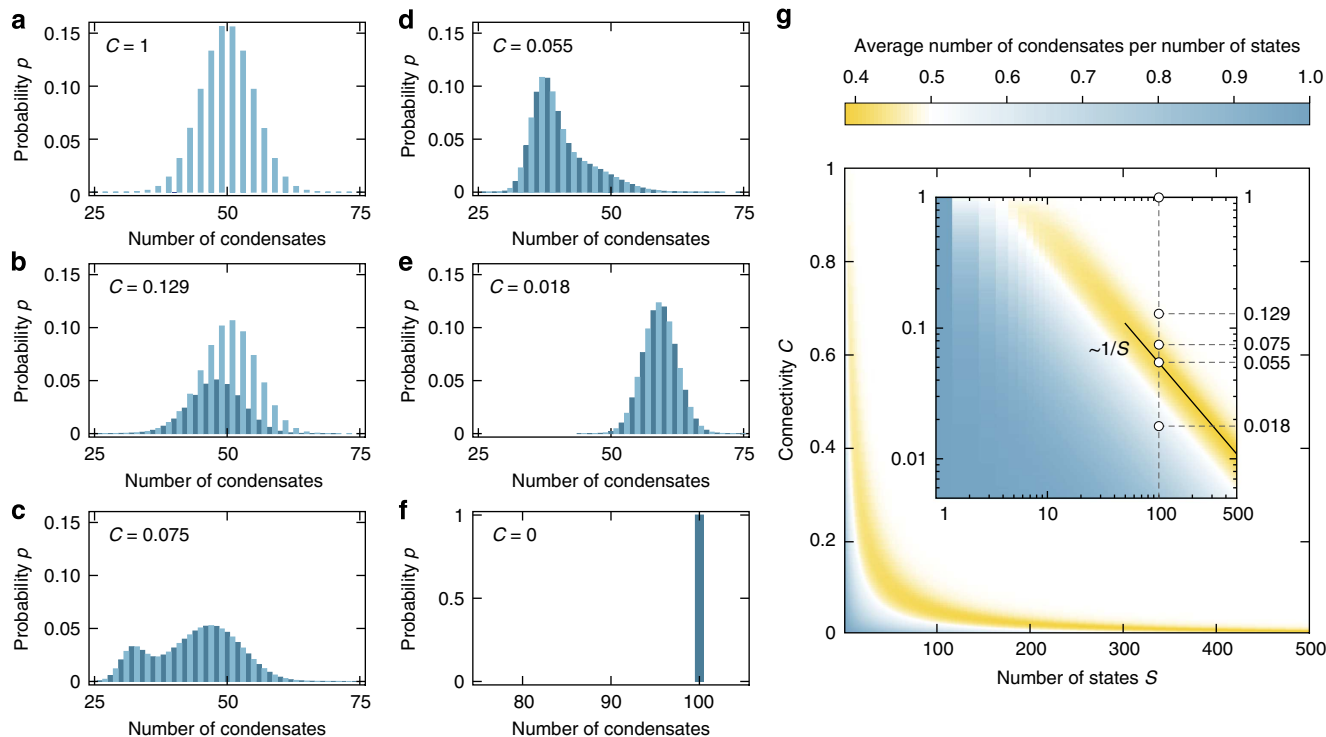 a
C = 1
Probability p
0.15
0.10
0.05
0
25
50
75
Number of condensates
b
C = 0.129
Probability p
0.15
0.10
0.05
0
25
50
75
Number of condensates
c
C = 0.075
Probability p
0.15
0.10
0.05
0
25
50
75
Number of condensates
d
C = 0.055
Probability p
0.15
0.10
0.05
0
25
50
75
Number of condensates
e
C = 0.018
Probability p
0.15
0.10
0.05
0
25
50
75
Number of condensates
f
C = 0
Probability p
1
0.5
0
80
90
100
Number of condensates
g
Average number of condensates per number of states
0.4 0.5 0.6 0.7 0.8 0.9 1.0
Connectivity C
1
0.8
0.6
0.4
0.2
0
100 200 300 400 500
Number of states S
1
0.1
0.01
1 10 100 500
~1/S
1
0.129
0.075
0.055
0.018